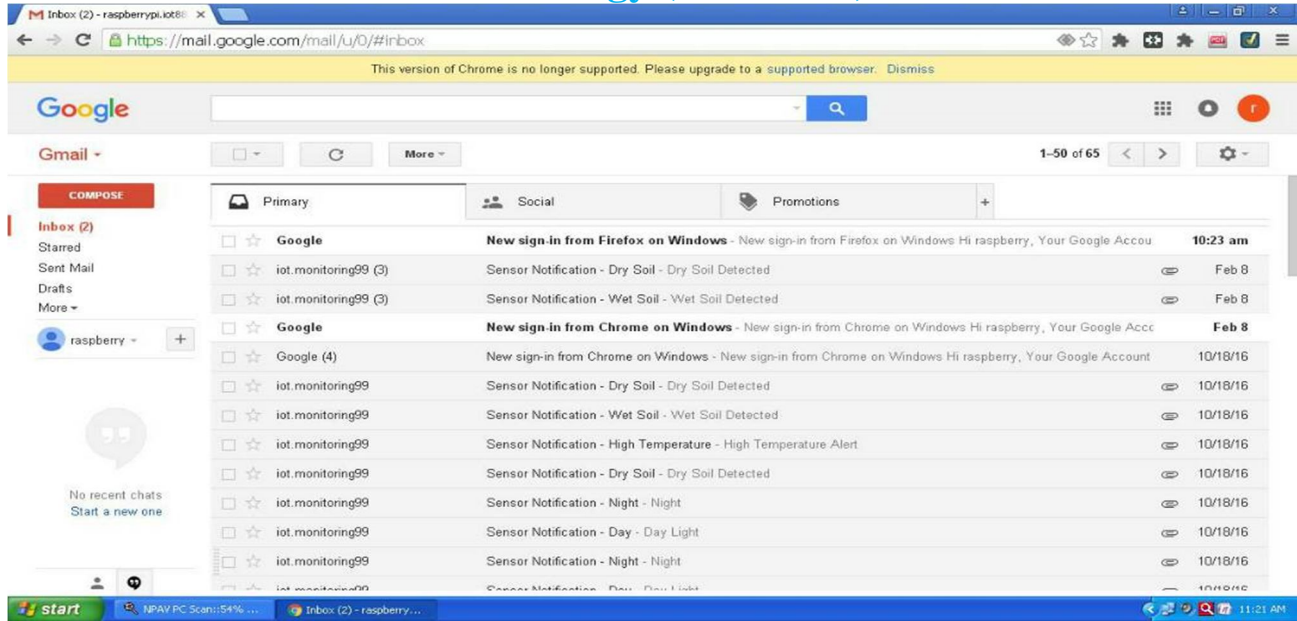 Inbox (2) - raspberrypi.iot88
https://mail.google.com/mail/u/0/#inbox
This version of Chrome is no longer supported. Please upgrade to a supported browser. Dismiss
Google
r
Gmail
More
1–50 of 65
COMPOSE
Primary
Social
Promotions
+
Inbox (2)
Starred
Sent Mail
Drafts
More
raspberry
+
No recent chats
Start a new one
Google New sign-in from Firefox on Windows - New sign-in from Firefox on Windows Hi raspberry, Your Google Accou 10:23 am
iot.monitoring99 (3) Sensor Notification - Dry Soil - Dry Soil Detected Feb 8
iot.monitoring99 (3) Sensor Notification - Wet Soil - Wet Soil Detected Feb 8
Google New sign-in from Chrome on Windows - New sign-in from Chrome on Windows Hi raspberry, Your Google Accc Feb 8
Google (4) New sign-in from Chrome on Windows - New sign-in from Chrome on Windows Hi raspberry, Your Google Account 10/18/16
iot.monitoring99 Sensor Notification - Dry Soil - Dry Soil Detected 10/18/16
iot.monitoring99 Sensor Notification - Wet Soil - Wet Soil Detected 10/18/16
iot.monitoring99 Sensor Notification - High Temperature - High Temperature Alert 10/18/16
iot.monitoring99 Sensor Notification - Dry Soil - Dry Soil Detected 10/18/16
iot.monitoring99 Sensor Notification - Night - Night 10/18/16
iot.monitoring99 Sensor Notification - Day - Day Light 10/18/16
iot.monitoring99 Sensor Notification - Night - Night 10/18/16
start
NPAV PC Scan::54% ...
Inbox (2) - raspberry...
11:21 AM